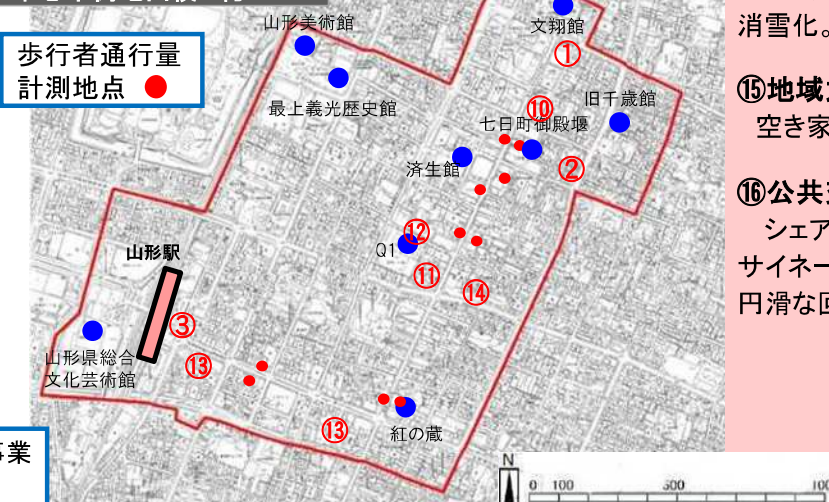 歩行者通行量
計測地点
山形美術館
最上義光歴史館
文翔館
①
⑩
旧千歳館
七日町御殿堰
済生館
②
⑫
Q1
⑪
⑭
山形駅
③
⑬
山形県総合
文化芸術館
⑬
紅の蔵
事業
消雪化。
⑮地域
空き家
⑯公共
シェア
サイネー
円滑な回
N
0 100 300